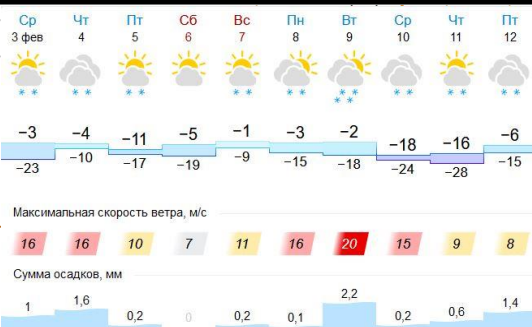 Ср Чт Пт Сб Вс Пн Вт Ср Чт Пт
3 фев 4 5 6 7 8 9 10 11 12
−3 −4 −11 −5 −1 −3 −2 −18 −16 −6
−23 −10 −17 −19 −9 −15 −18 −24 −28 −15
Максимальная скорость ветра, м/с
16 16 10 7 11 16 20 15 9 8
Сумма осадков, мм
1 1,6 0,2 0 0,2 0,1 2,2 0,2 0,6 1,4